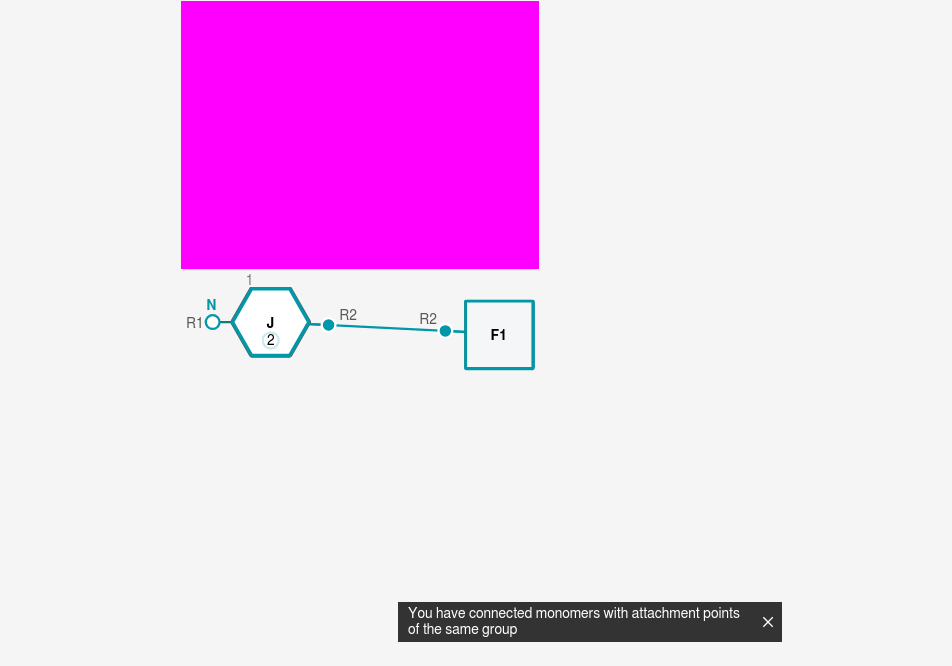 1
N
R1
J
2
R2
R2
F1
You have connected monomers with attachment points
of the same group